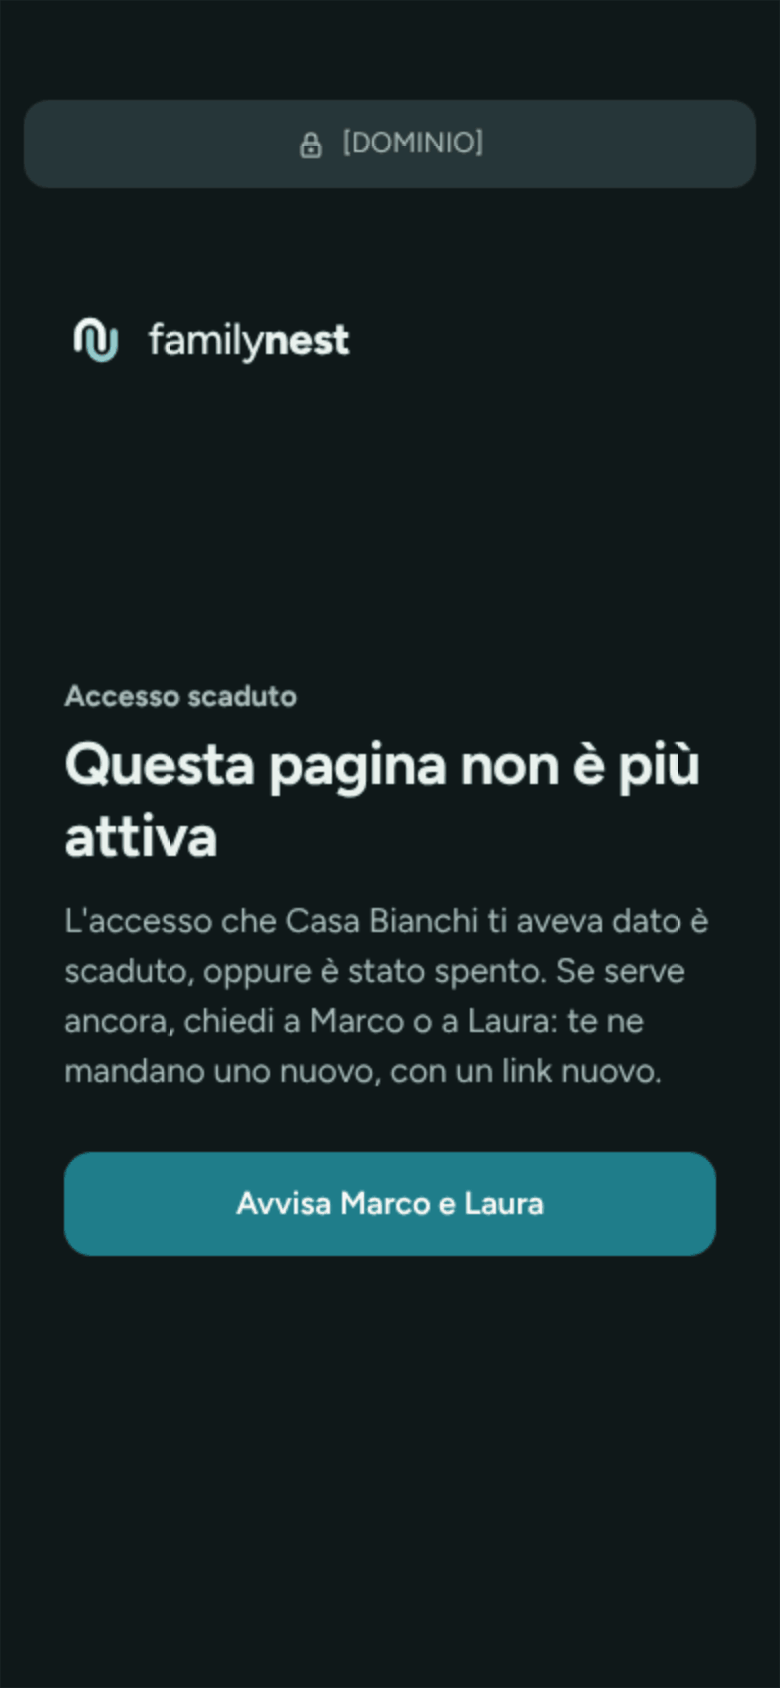 [DOMINIO]
familynest
Accesso scaduto
Questa pagina non è più
attiva
L'accesso che Casa Bianchi ti aveva dato è
scaduto, oppure è stato spento. Se serve
ancora, chiedi a Marco o a Laura: te ne
mandano uno nuovo, con un link nuovo.
Avvisa Marco e Laura